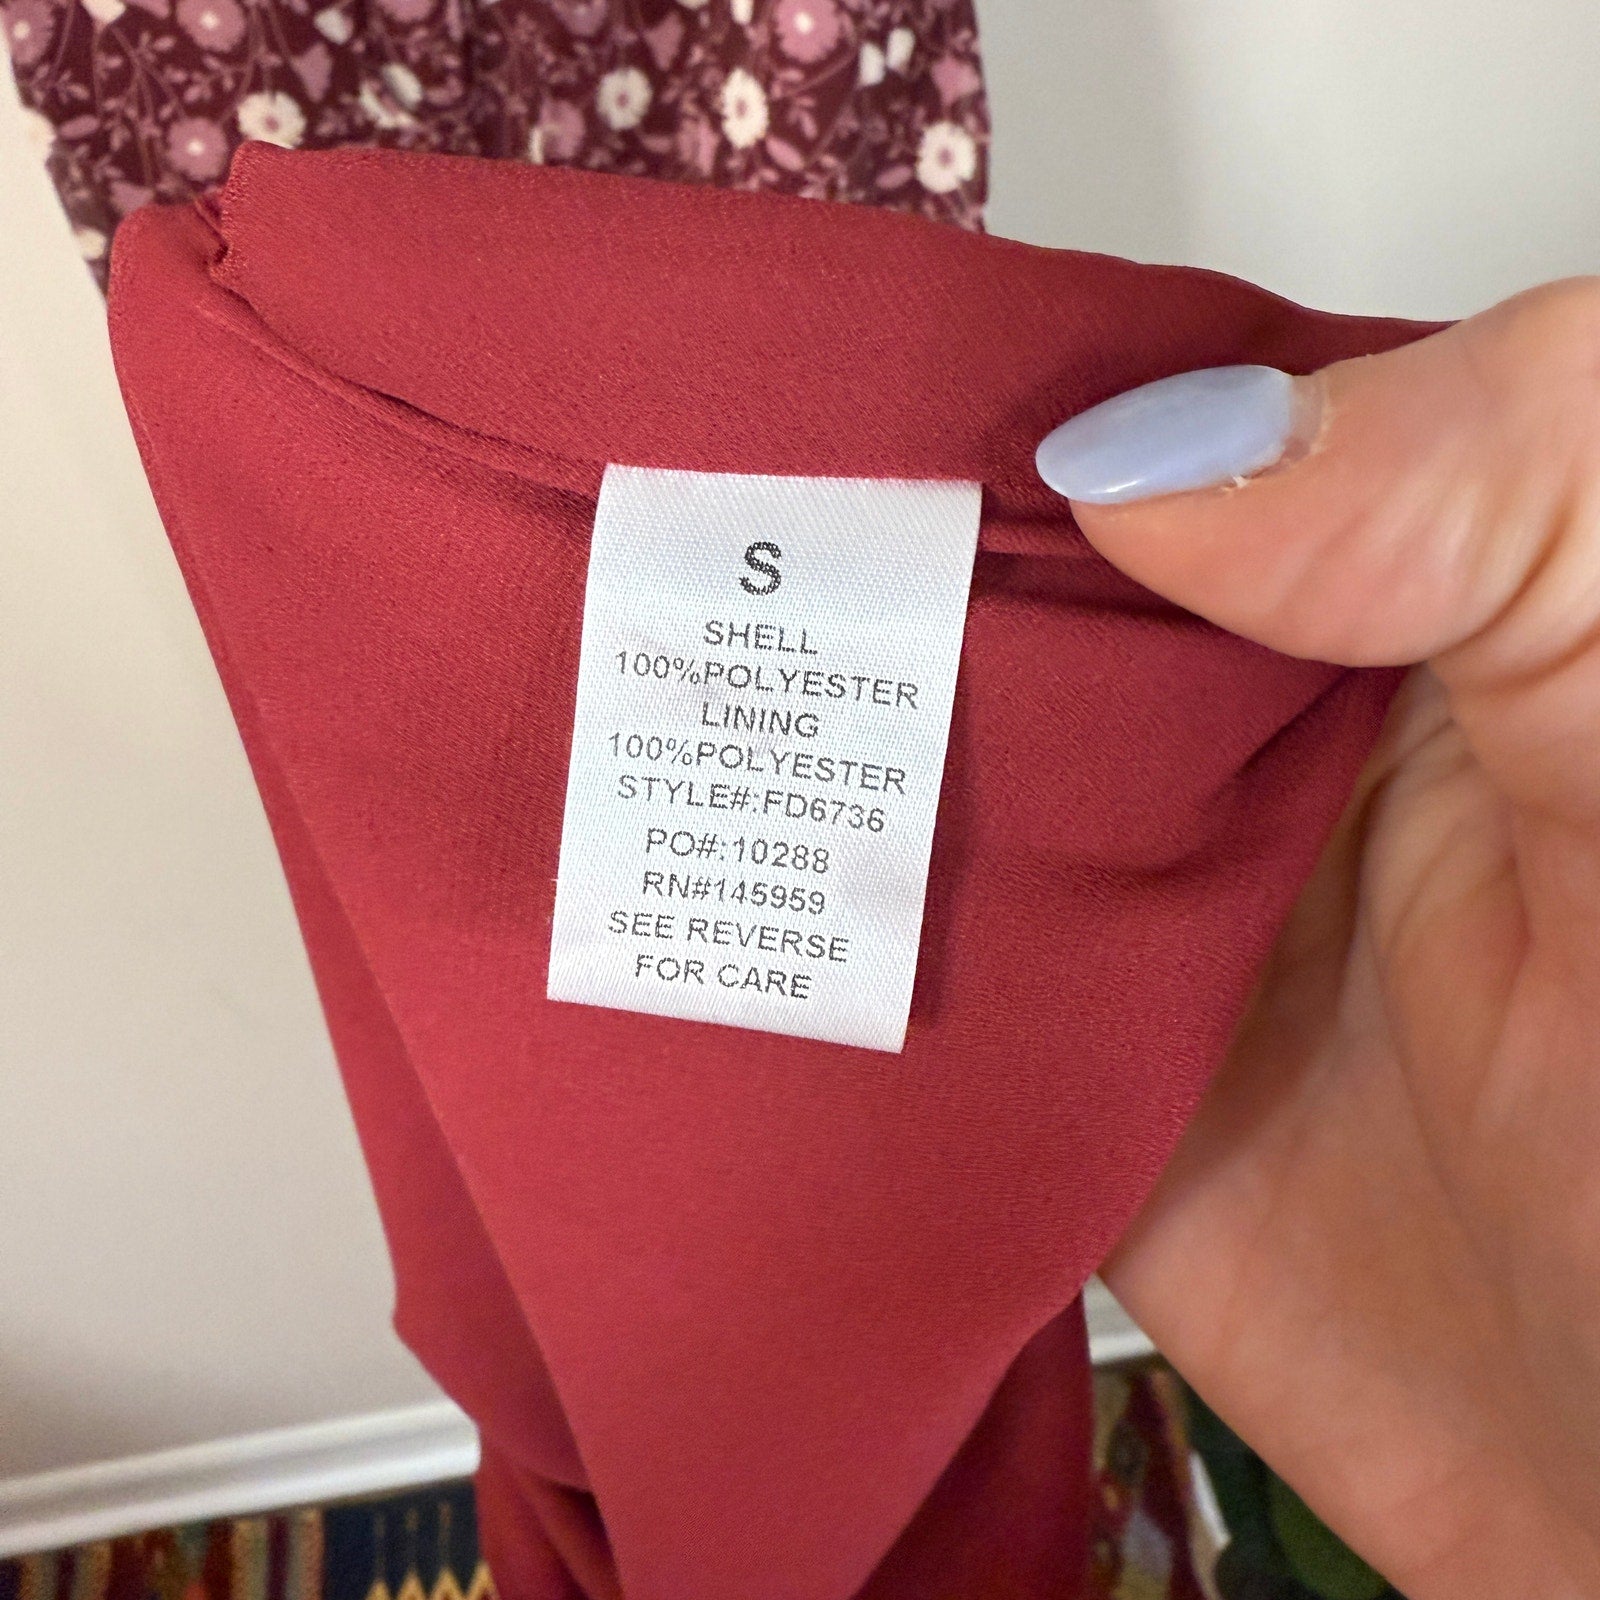 S
SHELL
100%POLYESTER
LINING
100%POLYESTER
STYLE#:FD6736
PO#:10288
RN#145959
SEE REVERSE
FOR CARE